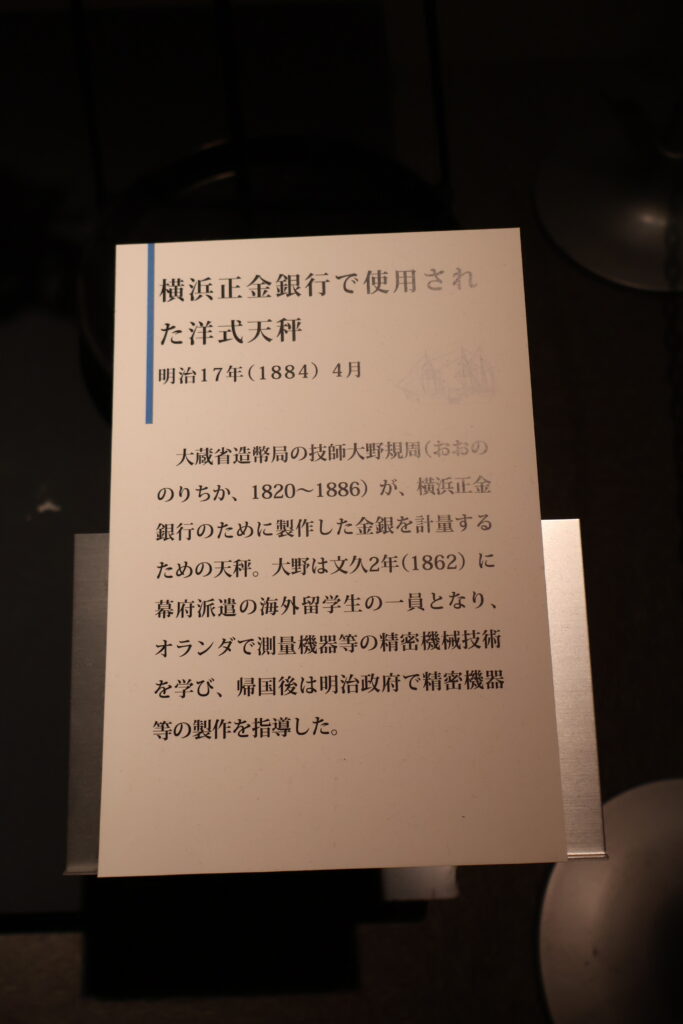 横浜正金銀行で使用され
た洋式天秤
明治17年(1884) 4月
大蔵省造幣局の技師大野規周(おおの
のりちか、1820〜1886) が、横浜正金
銀行のために製作した金銀を計量する
ための天秤。大野は文久2年(1862) に
幕府派遣の海外留学生の一員となり、
オランダで測量機器等の精密機械技術
を学び、帰国後は明治政府で精密機器
等の製作を指導した。